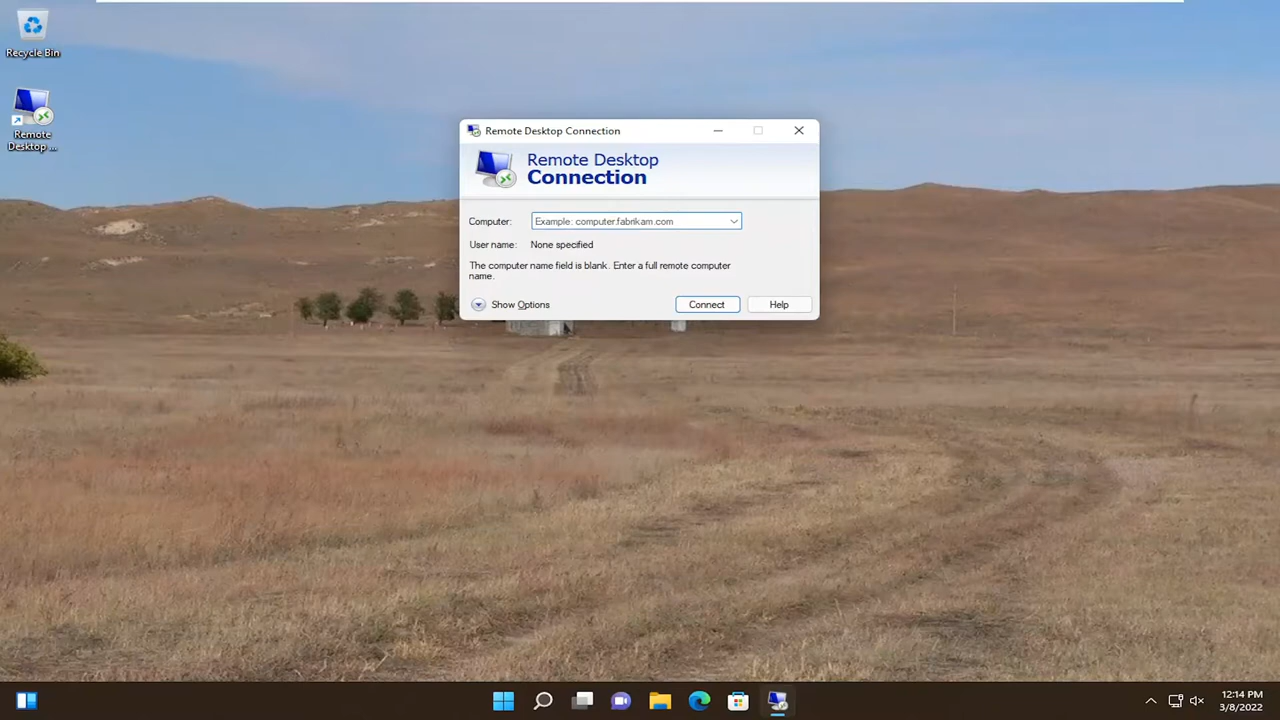 Recycle Bin
Remote
Desktop ...
Remote Desktop Connection
Remote Desktop
Connection
Computer:
Example: computer.fabrikam.com
User name:
None specified
The computer name field is blank. Enter a full remote computer
name.
Show Options
Connect
Help
12:14 PM
3/8/2022